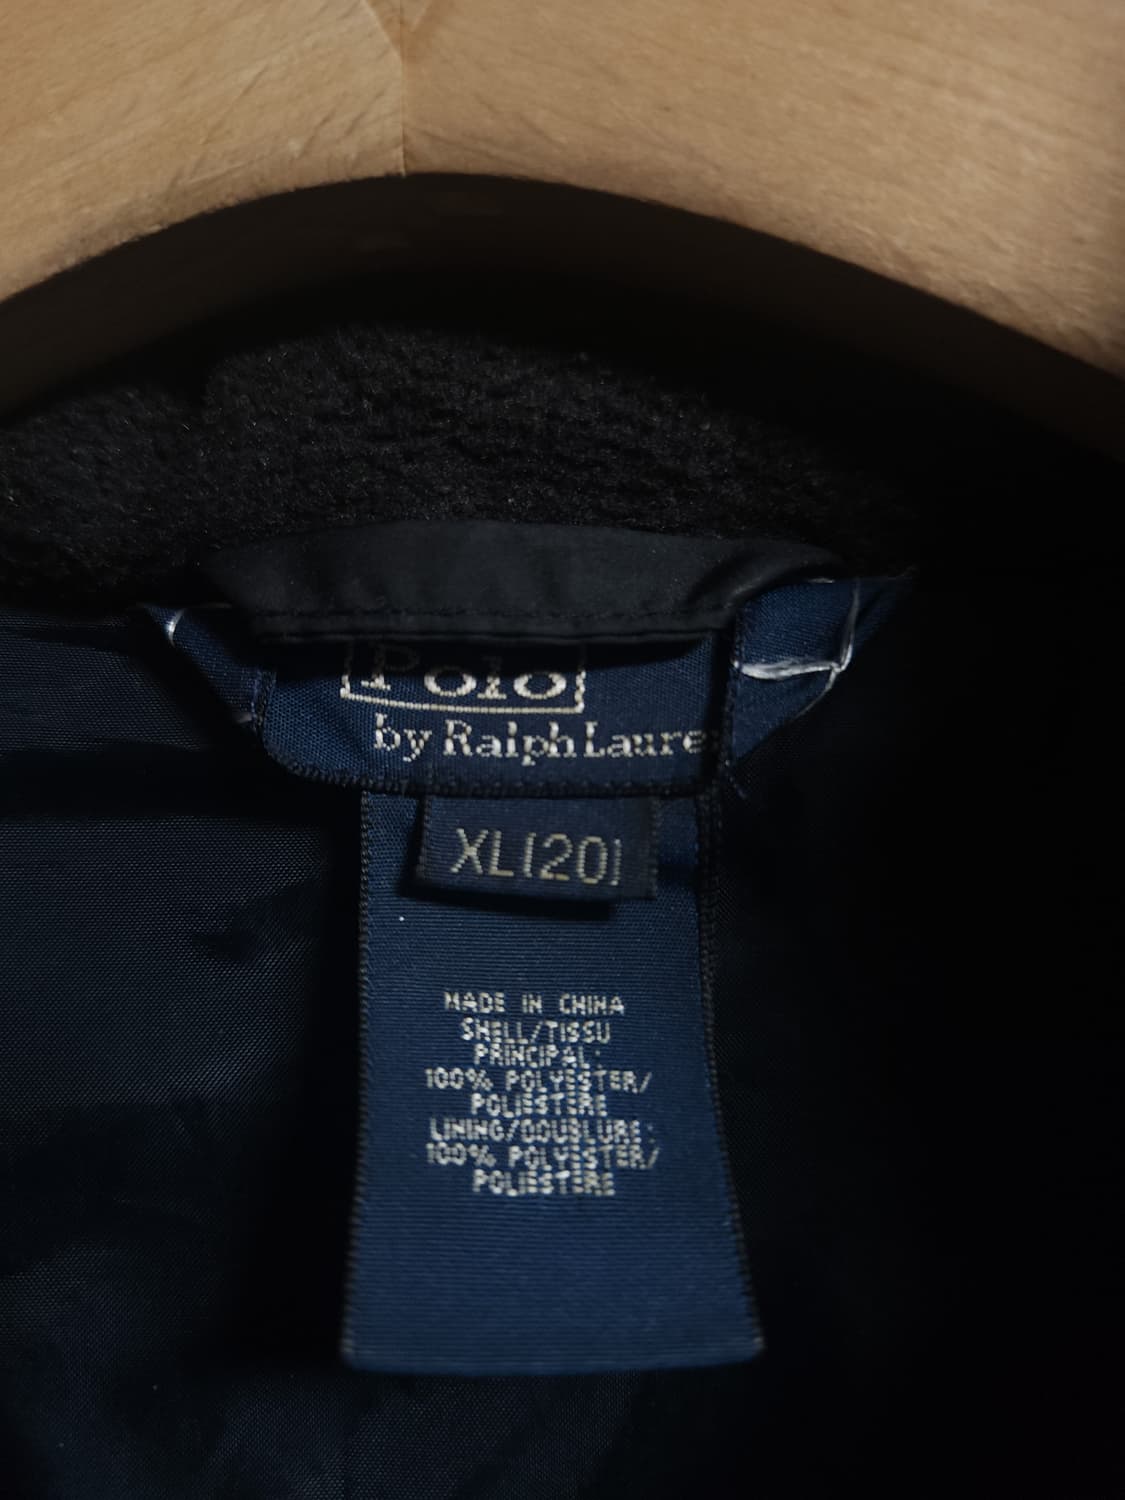 Polo
by Ralph Laure
XL(20)
MADE IN CHINA
SHELL/TISSU
PRINCIPAL:
100% POLYESTER/
POLIESTERE
LINING/DOUBLURE:
100% POLYESTER/
POLIESTERE